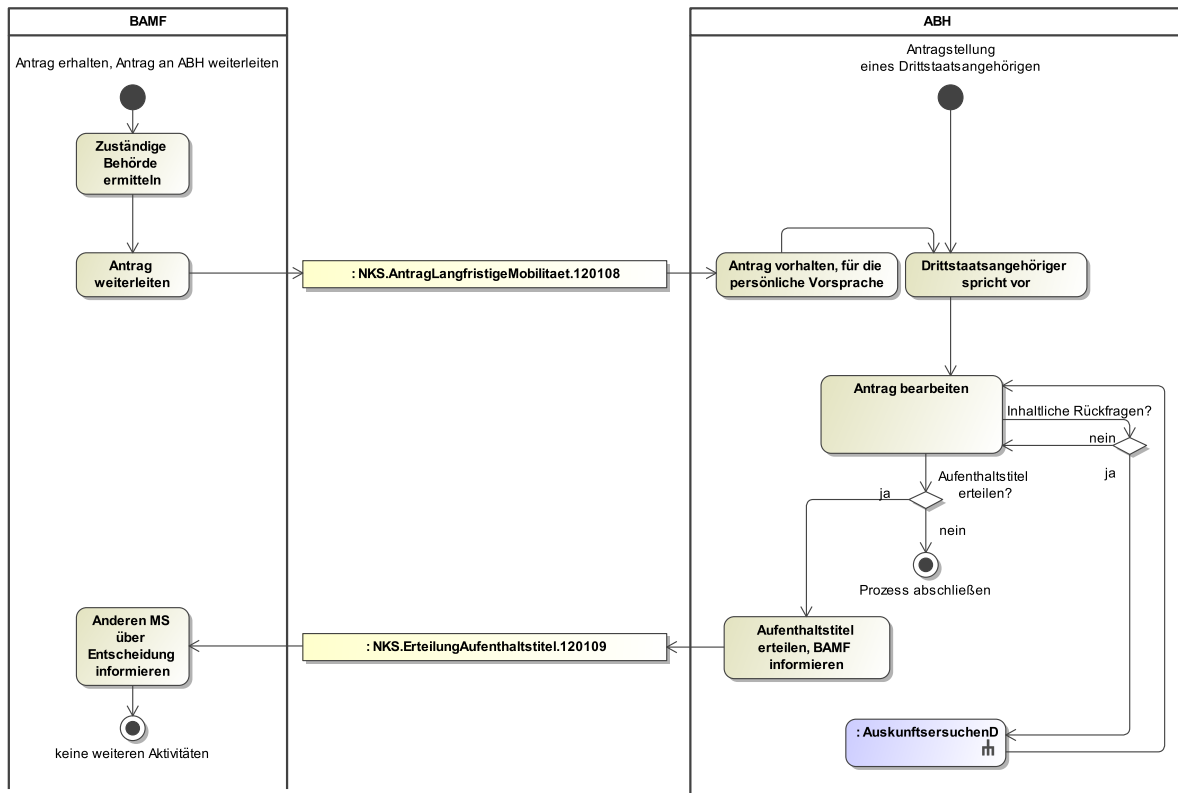 BAMF
ABH
Antrag erhalten, Antrag an ABH weiterleiten
Antragstellung
eines Drittstaatsangehörigen
Zuständige
Behörde
ermitteln
Antrag
weiterleiten
: NKS.AntragLangfristigeMobilitaet.120108
Antrag vorhalten, für die
persönliche Vorsprache
Drittstaatsangehöriger
spricht vor
Antrag bearbeiten
Inhaltliche Rückfragen?
nein
ja
Aufenthaltstitel
erteilen?
ja
nein
Prozess abschließen
Anderen MS
über
Entscheidung
informieren
: NKS.ErteilungAufenthaltstitel.120109
Aufenthaltstitel
erteilen, BAMF
informieren
keine weiteren Aktivitäten
: AuskunftsersuchenD